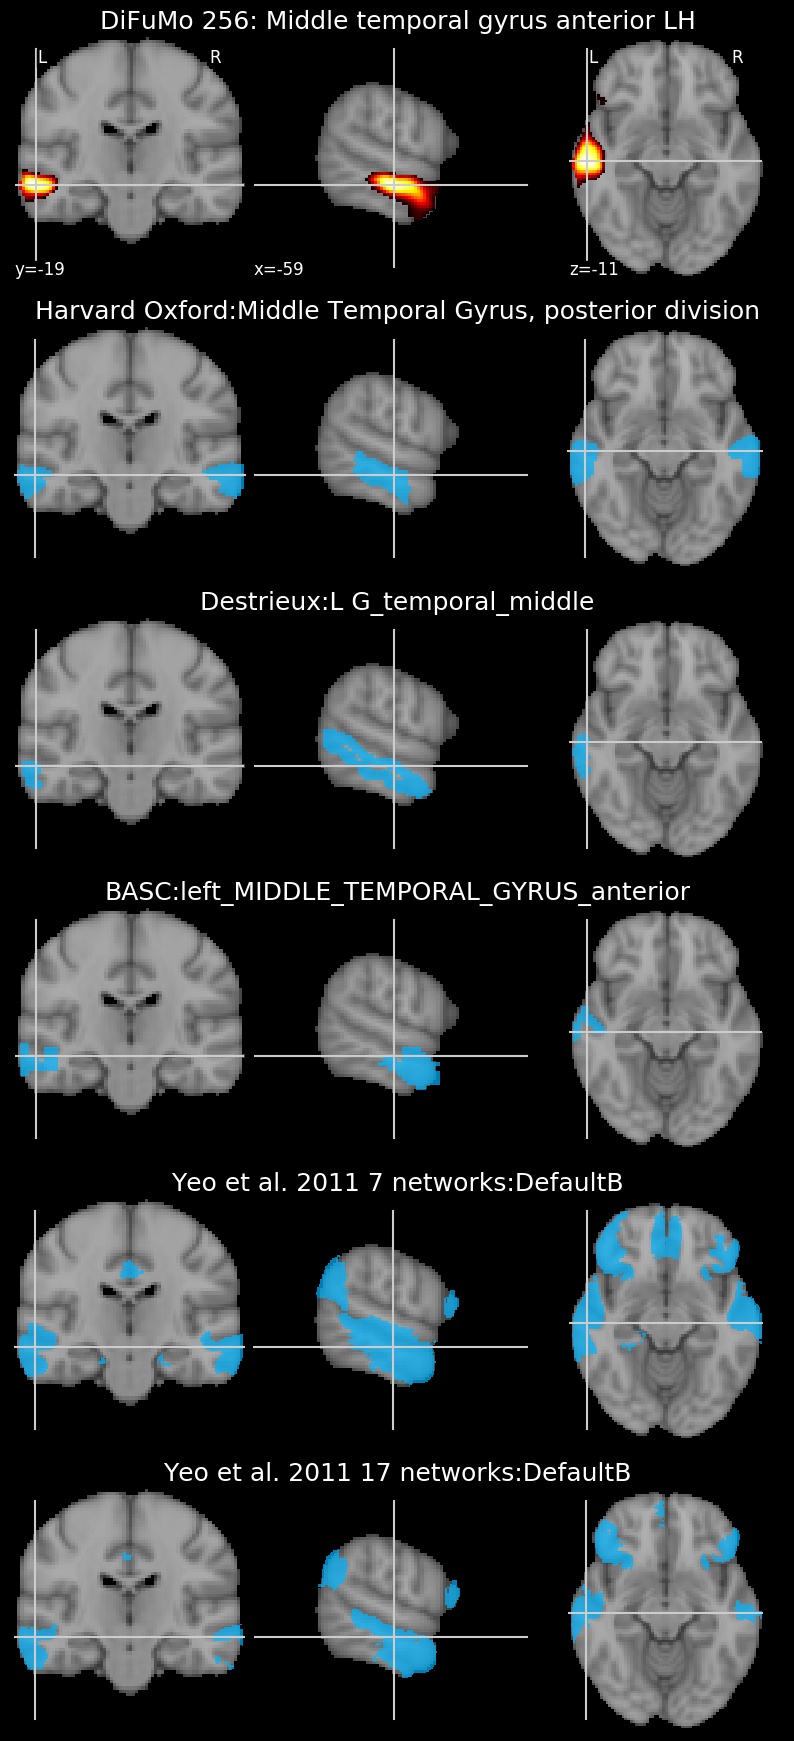 DiFuMo 256: Middle temporal gyrus anterior LH
L R L R
y=-19 x=-59 z=-11
Harvard Oxford:Middle Temporal Gyrus, posterior division
Destrieux:L G_temporal_middle
BASC:left_MIDDLE_TEMPORAL_GYRUS_anterior
Yeo et al. 2011 7 networks:DefaultB
Yeo et al. 2011 17 networks:DefaultB